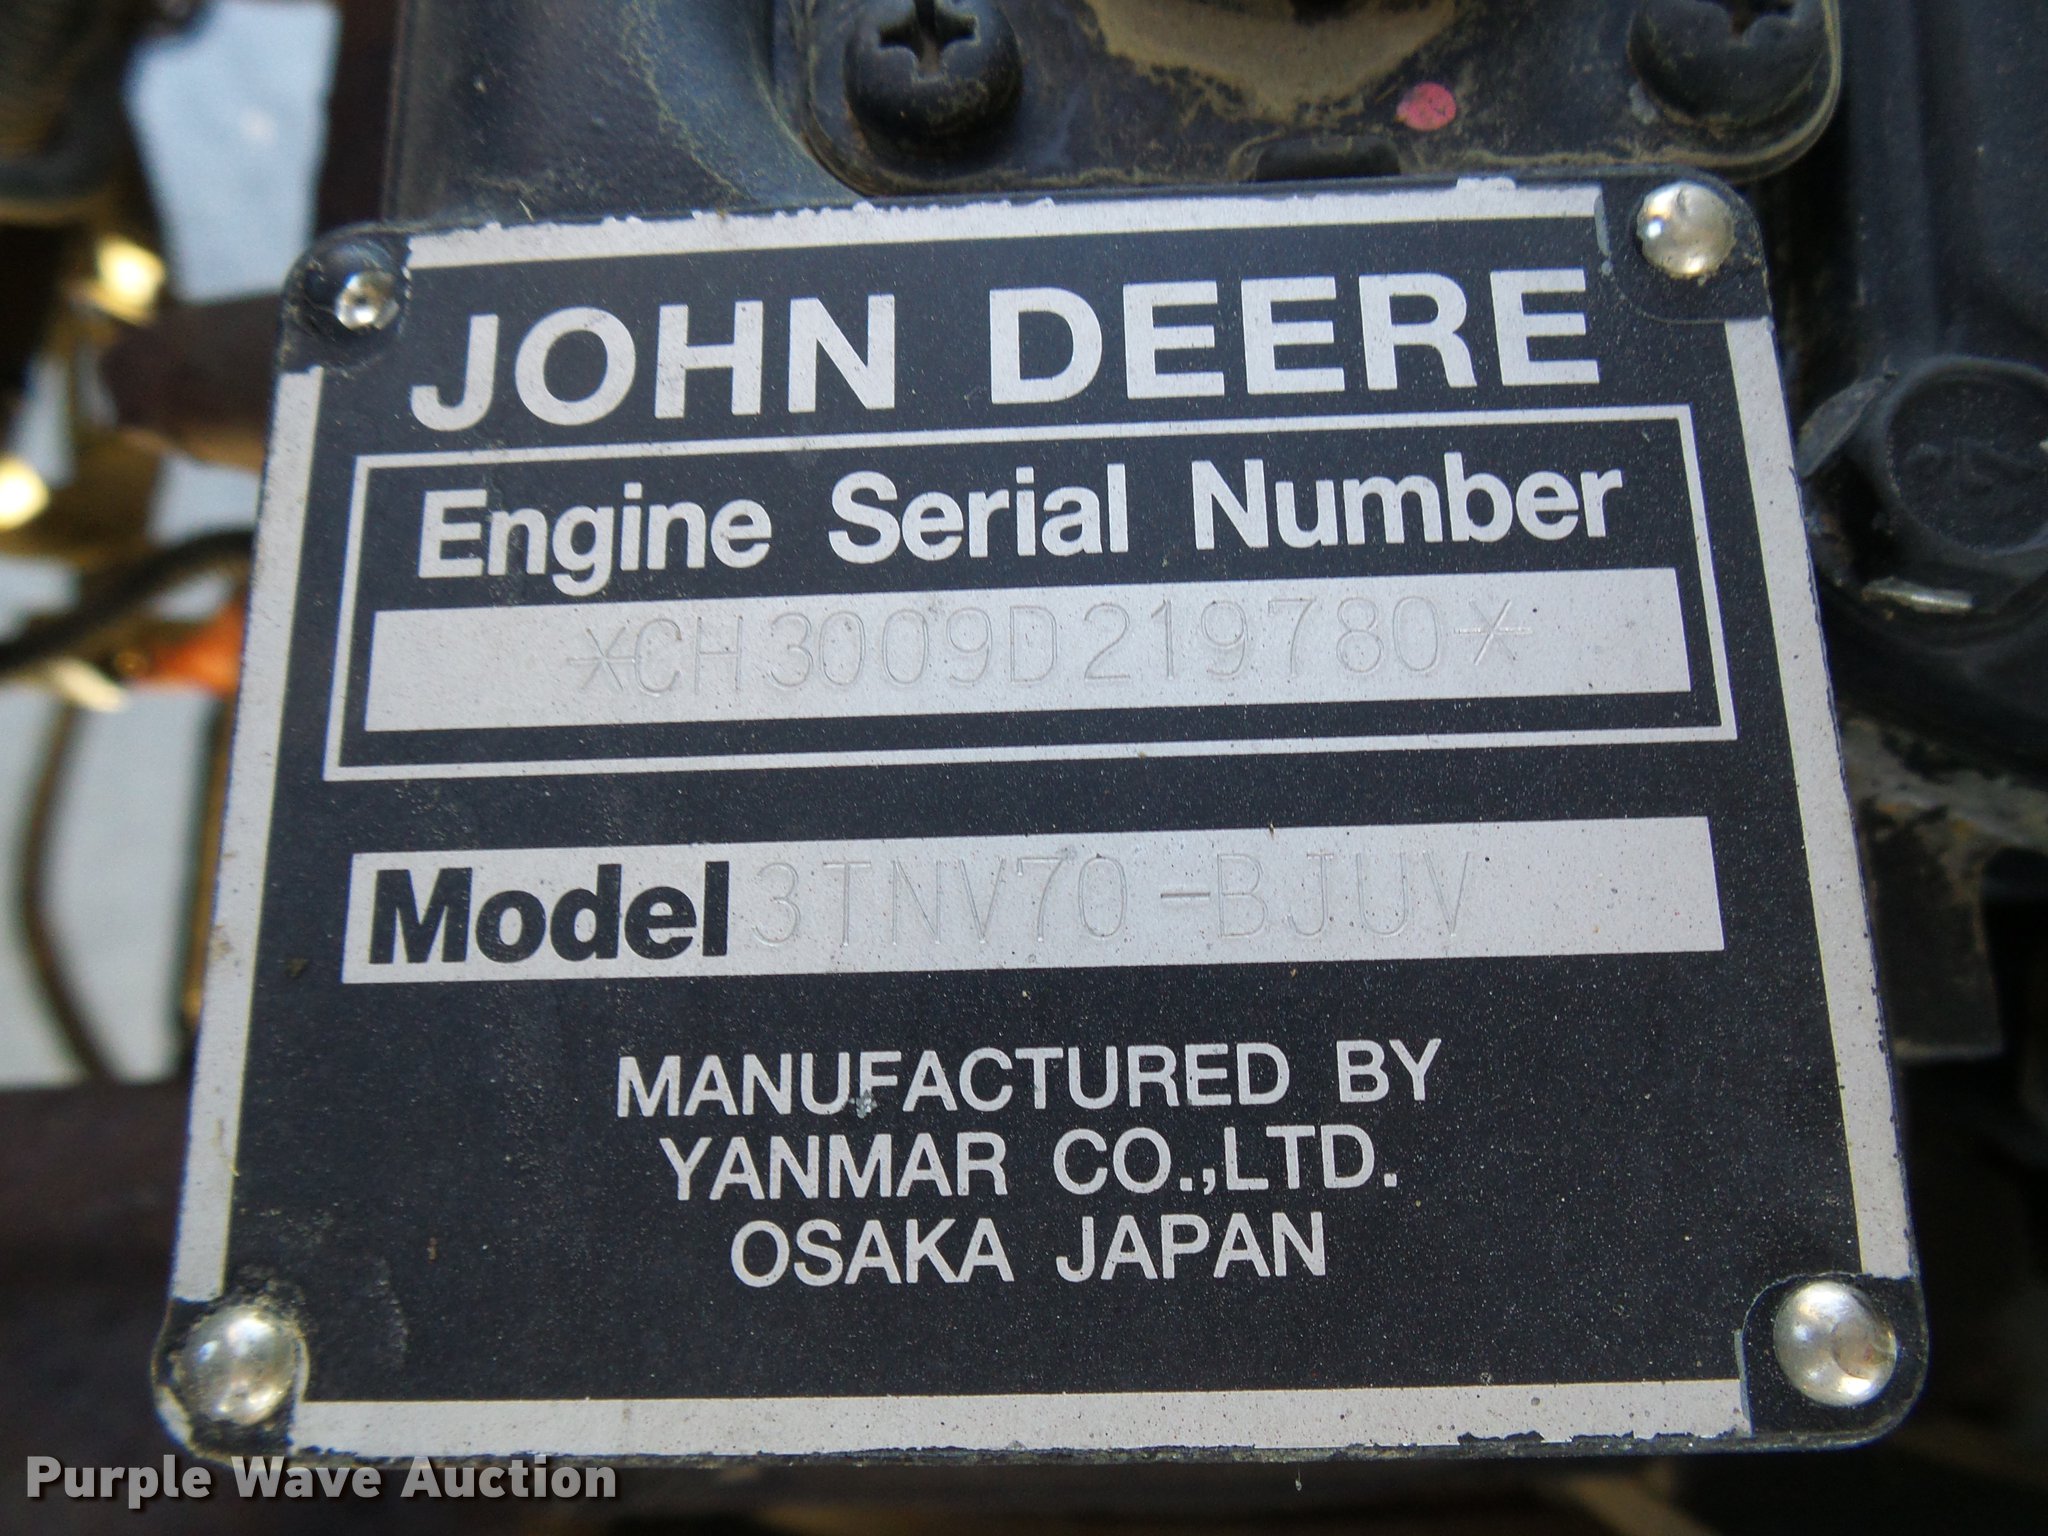 JOHN DEERE
Engine Serial Number
*CH3009D219780*
Model 3TNV70-BJUV
MANUFACTURED BY
YANMAR CO.,LTD.
OSAKA JAPAN
Purple Wave Auction